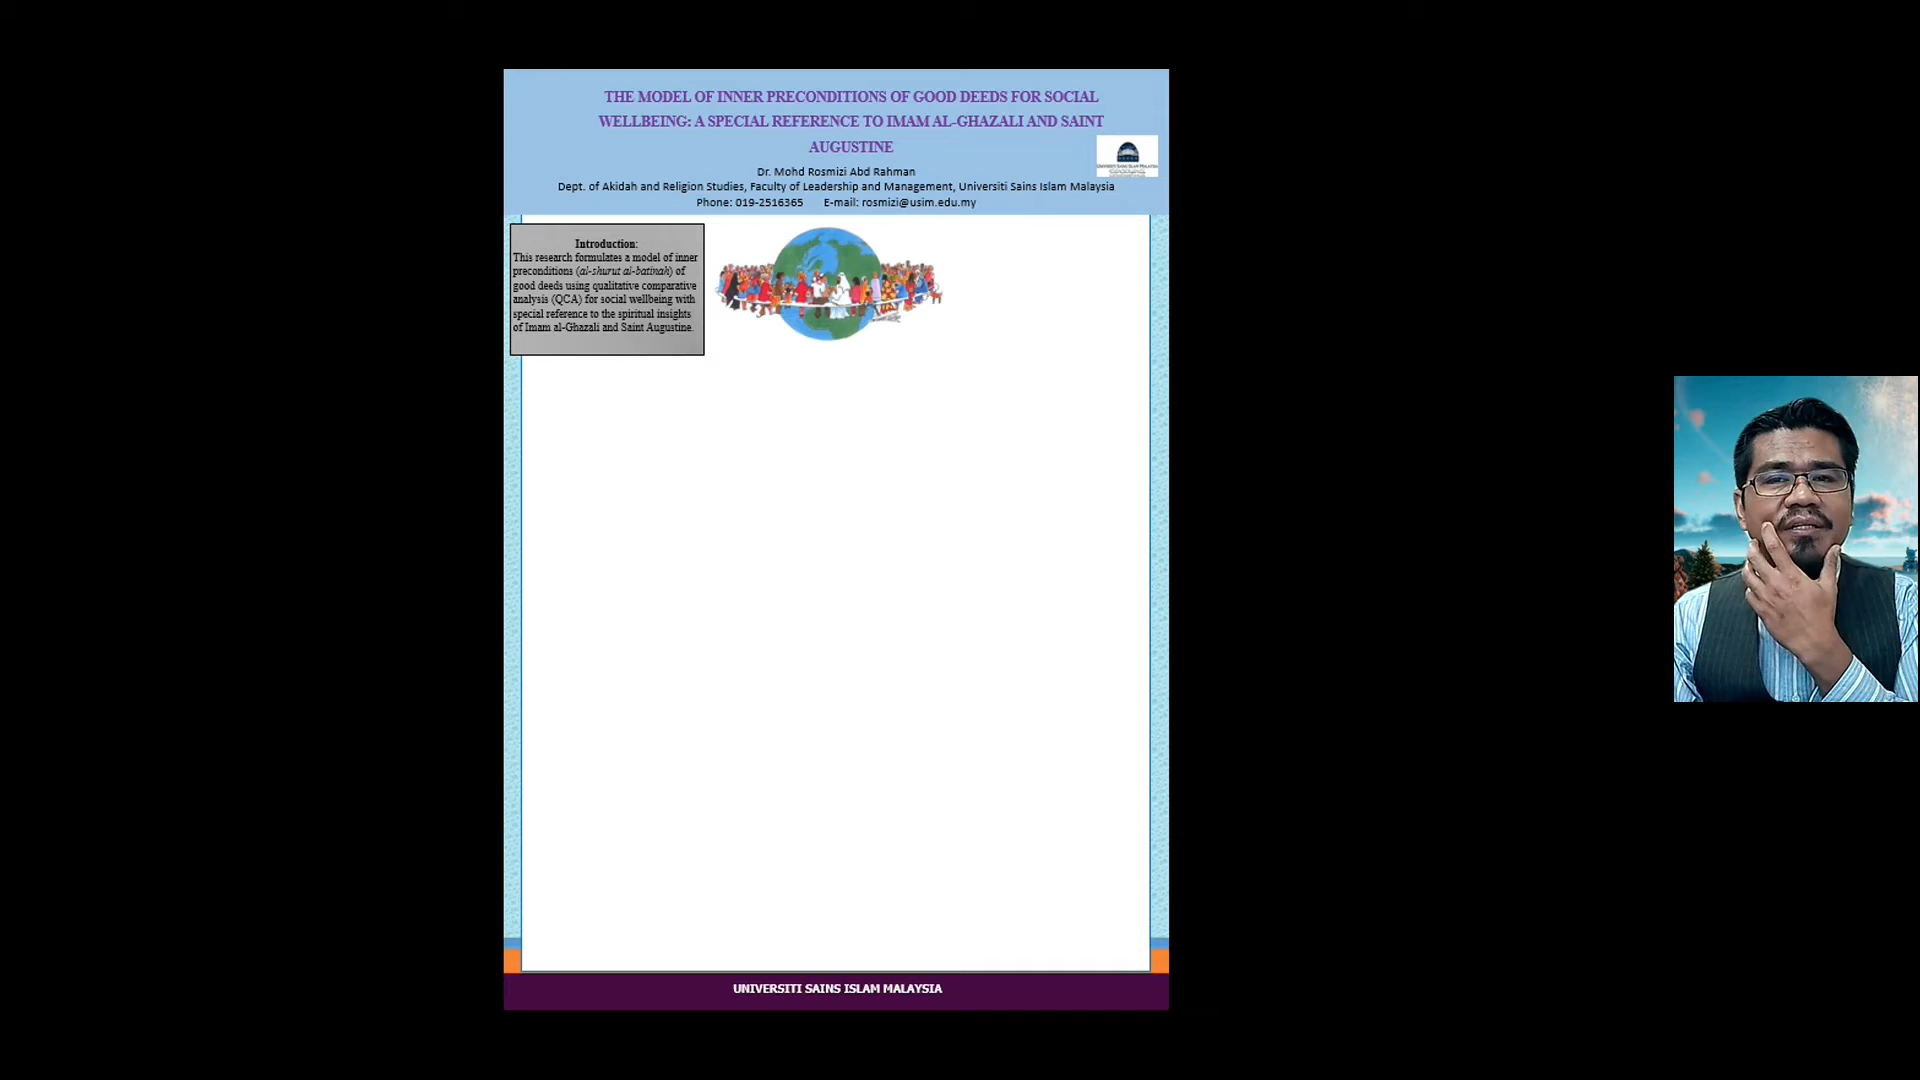 THE MODEL OF INNER PRECONDITIONS OF GOOD DEEDS FOR SOCIAL
WELLBEING: A SPECIAL REFERENCE TO IMAM AL-GHAZALI AND SAINT
AUGUSTINE
Dr. Mohd Rosmizi Abd Rahman
Dept. of Akidah and Religion Studies, Faculty of Leadership and Management, Universiti Sains Islam Malaysia
Phone: 019-2516365 E-mail: rosmizi@usim.edu.my
UNIVERSITI SAINS ISLAM MALAYSIA
Introduction:
This research formulates a model of inner
preconditions (al-shurut al-batinah) of
good deeds using qualitative comparative
analysis (QCA) for social wellbeing with
special reference to the spiritual insights
of Imam al-Ghazali and Saint Augustine.
UNIVERSITI SAINS ISLAM MALAYSIA